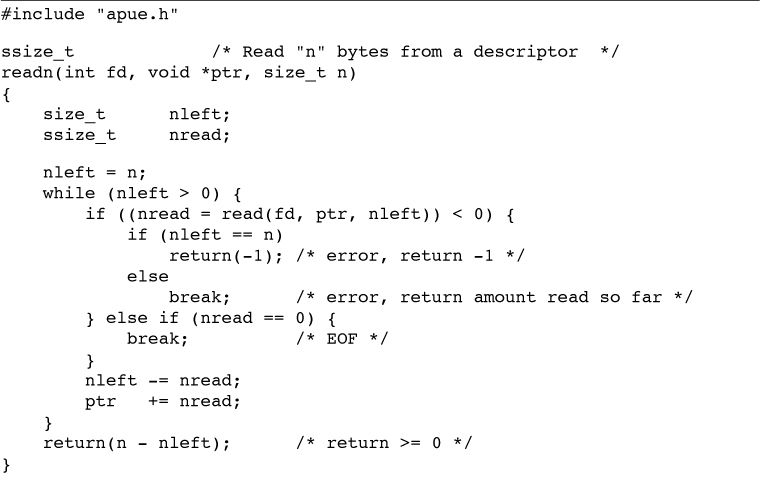 #include "apue.h"

ssize_t             /* Read "n" bytes from a descriptor  */
readn(int fd, void *ptr, size_t n)
{
    size_t      nleft;
    ssize_t     nread;

    nleft = n;
    while (nleft > 0) {
        if ((nread = read(fd, ptr, nleft)) < 0) {
            if (nleft == n)
                return(-1); /* error, return -1 */
            else
                break;      /* error, return amount read so far */
        } else if (nread == 0) {
            break;          /* EOF */
        }
        nleft -= nread;
        ptr   += nread;
    }
    return(n - nleft);      /* return >= 0 */
}